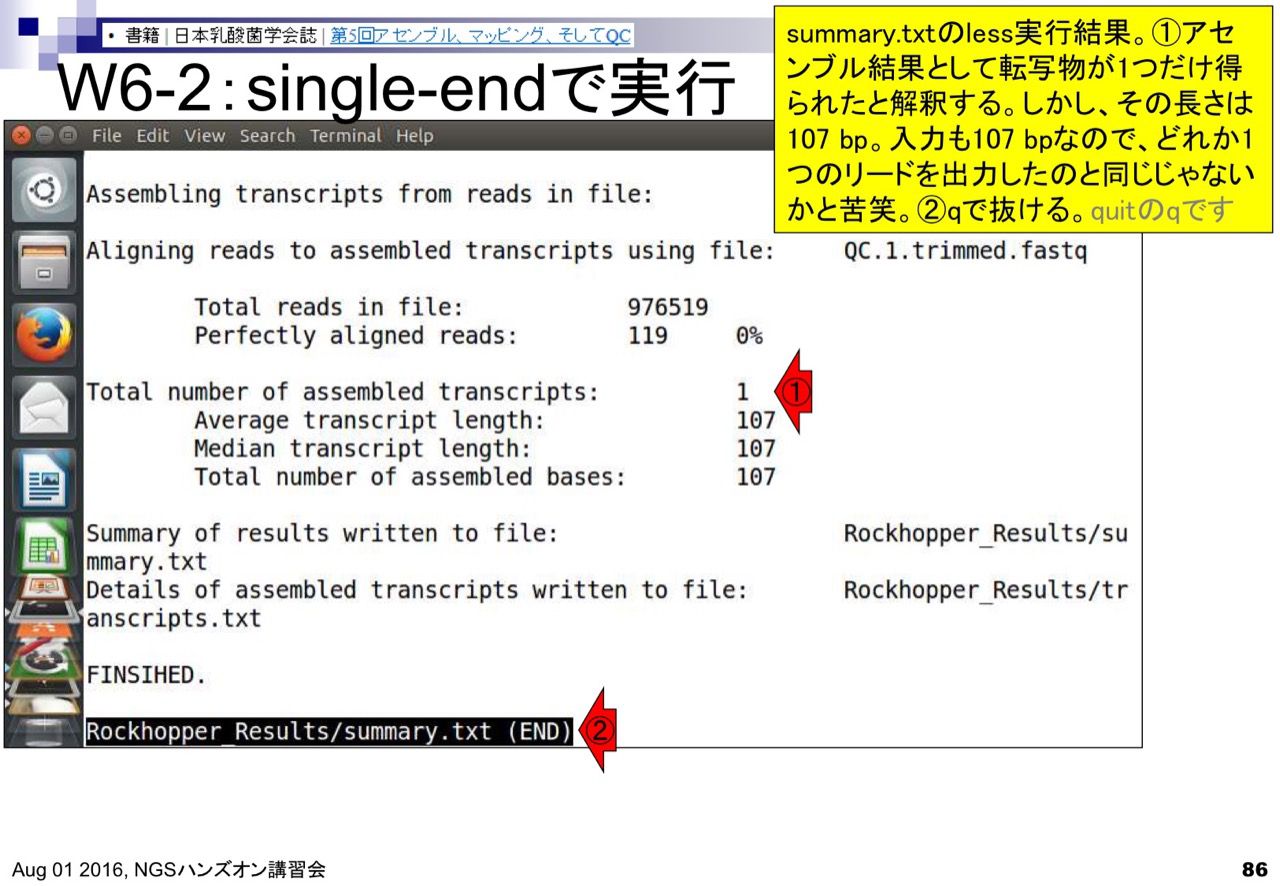 • 書籍 | 日本乳酸菌学会誌 | 第5回アセンブル、マッピング、そしてQC
W6-2：single-endで実行
summary.txtのless実行結果。①アセ
ンブル結果として転写物が1つだけ得
られたと解釈する。しかし、その長さは
107 bp。入力も107 bpなので、どれか1
つのリードを出力したのと同じじゃない
かと苦笑。②qで抜ける。quitのqです
File Edit View Search Terminal Help
Assembling transcripts from reads in file:
Aligning reads to assembled transcripts using file: QC.1.trimmed.fastq
Total reads in file: 976519
Perfectly aligned reads: 119 0%
Total number of assembled transcripts: 1 ①
Average transcript length: 107
Median transcript length: 107
Total number of assembled bases: 107
Summary of results written to file: Rockhopper_Results/su
mmary.txt
Details of assembled transcripts written to file: Rockhopper_Results/tr
anscripts.txt
FINSIHED.
Rockhopper_Results/summary.txt (END) ②
Aug 01 2016, NGSハンズオン講習会
86